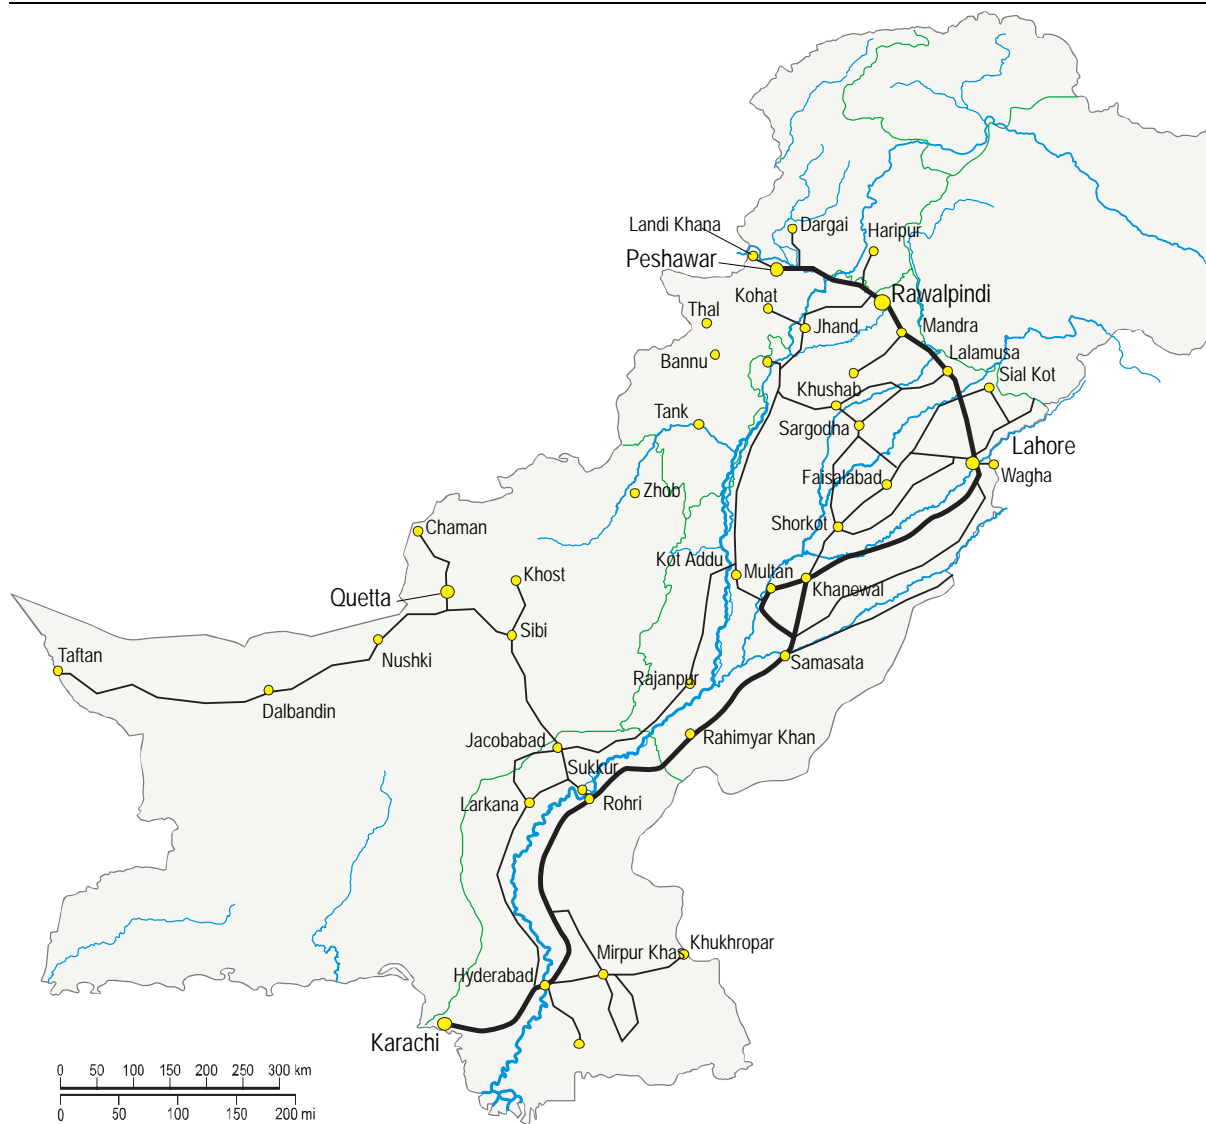 Landi Khana
Dargai
Haripur
Peshawar
Rawalpindi
Kohat
Thal
Jhand
Mandra
Bannu
Lalamusa
Sial Kot
Khushab
Tank
Sargodha
Lahore
Wagha
Faisalabad
Zhob
Chaman
Shorkot
Kot Addu
Multan
Khost
Khanowal
Quetta
Sibi
Taftan
Nushki
Samasata
Rajanpur
Dalbandin
Jacobabad
Rahimyar Khan
Sukkur
Larkana
Rohri
Khukhropar
Mirpur Khas
Hyderabad
Karachi
0 50 100 150 200 250 300 km
0 50 100 150 200 mi